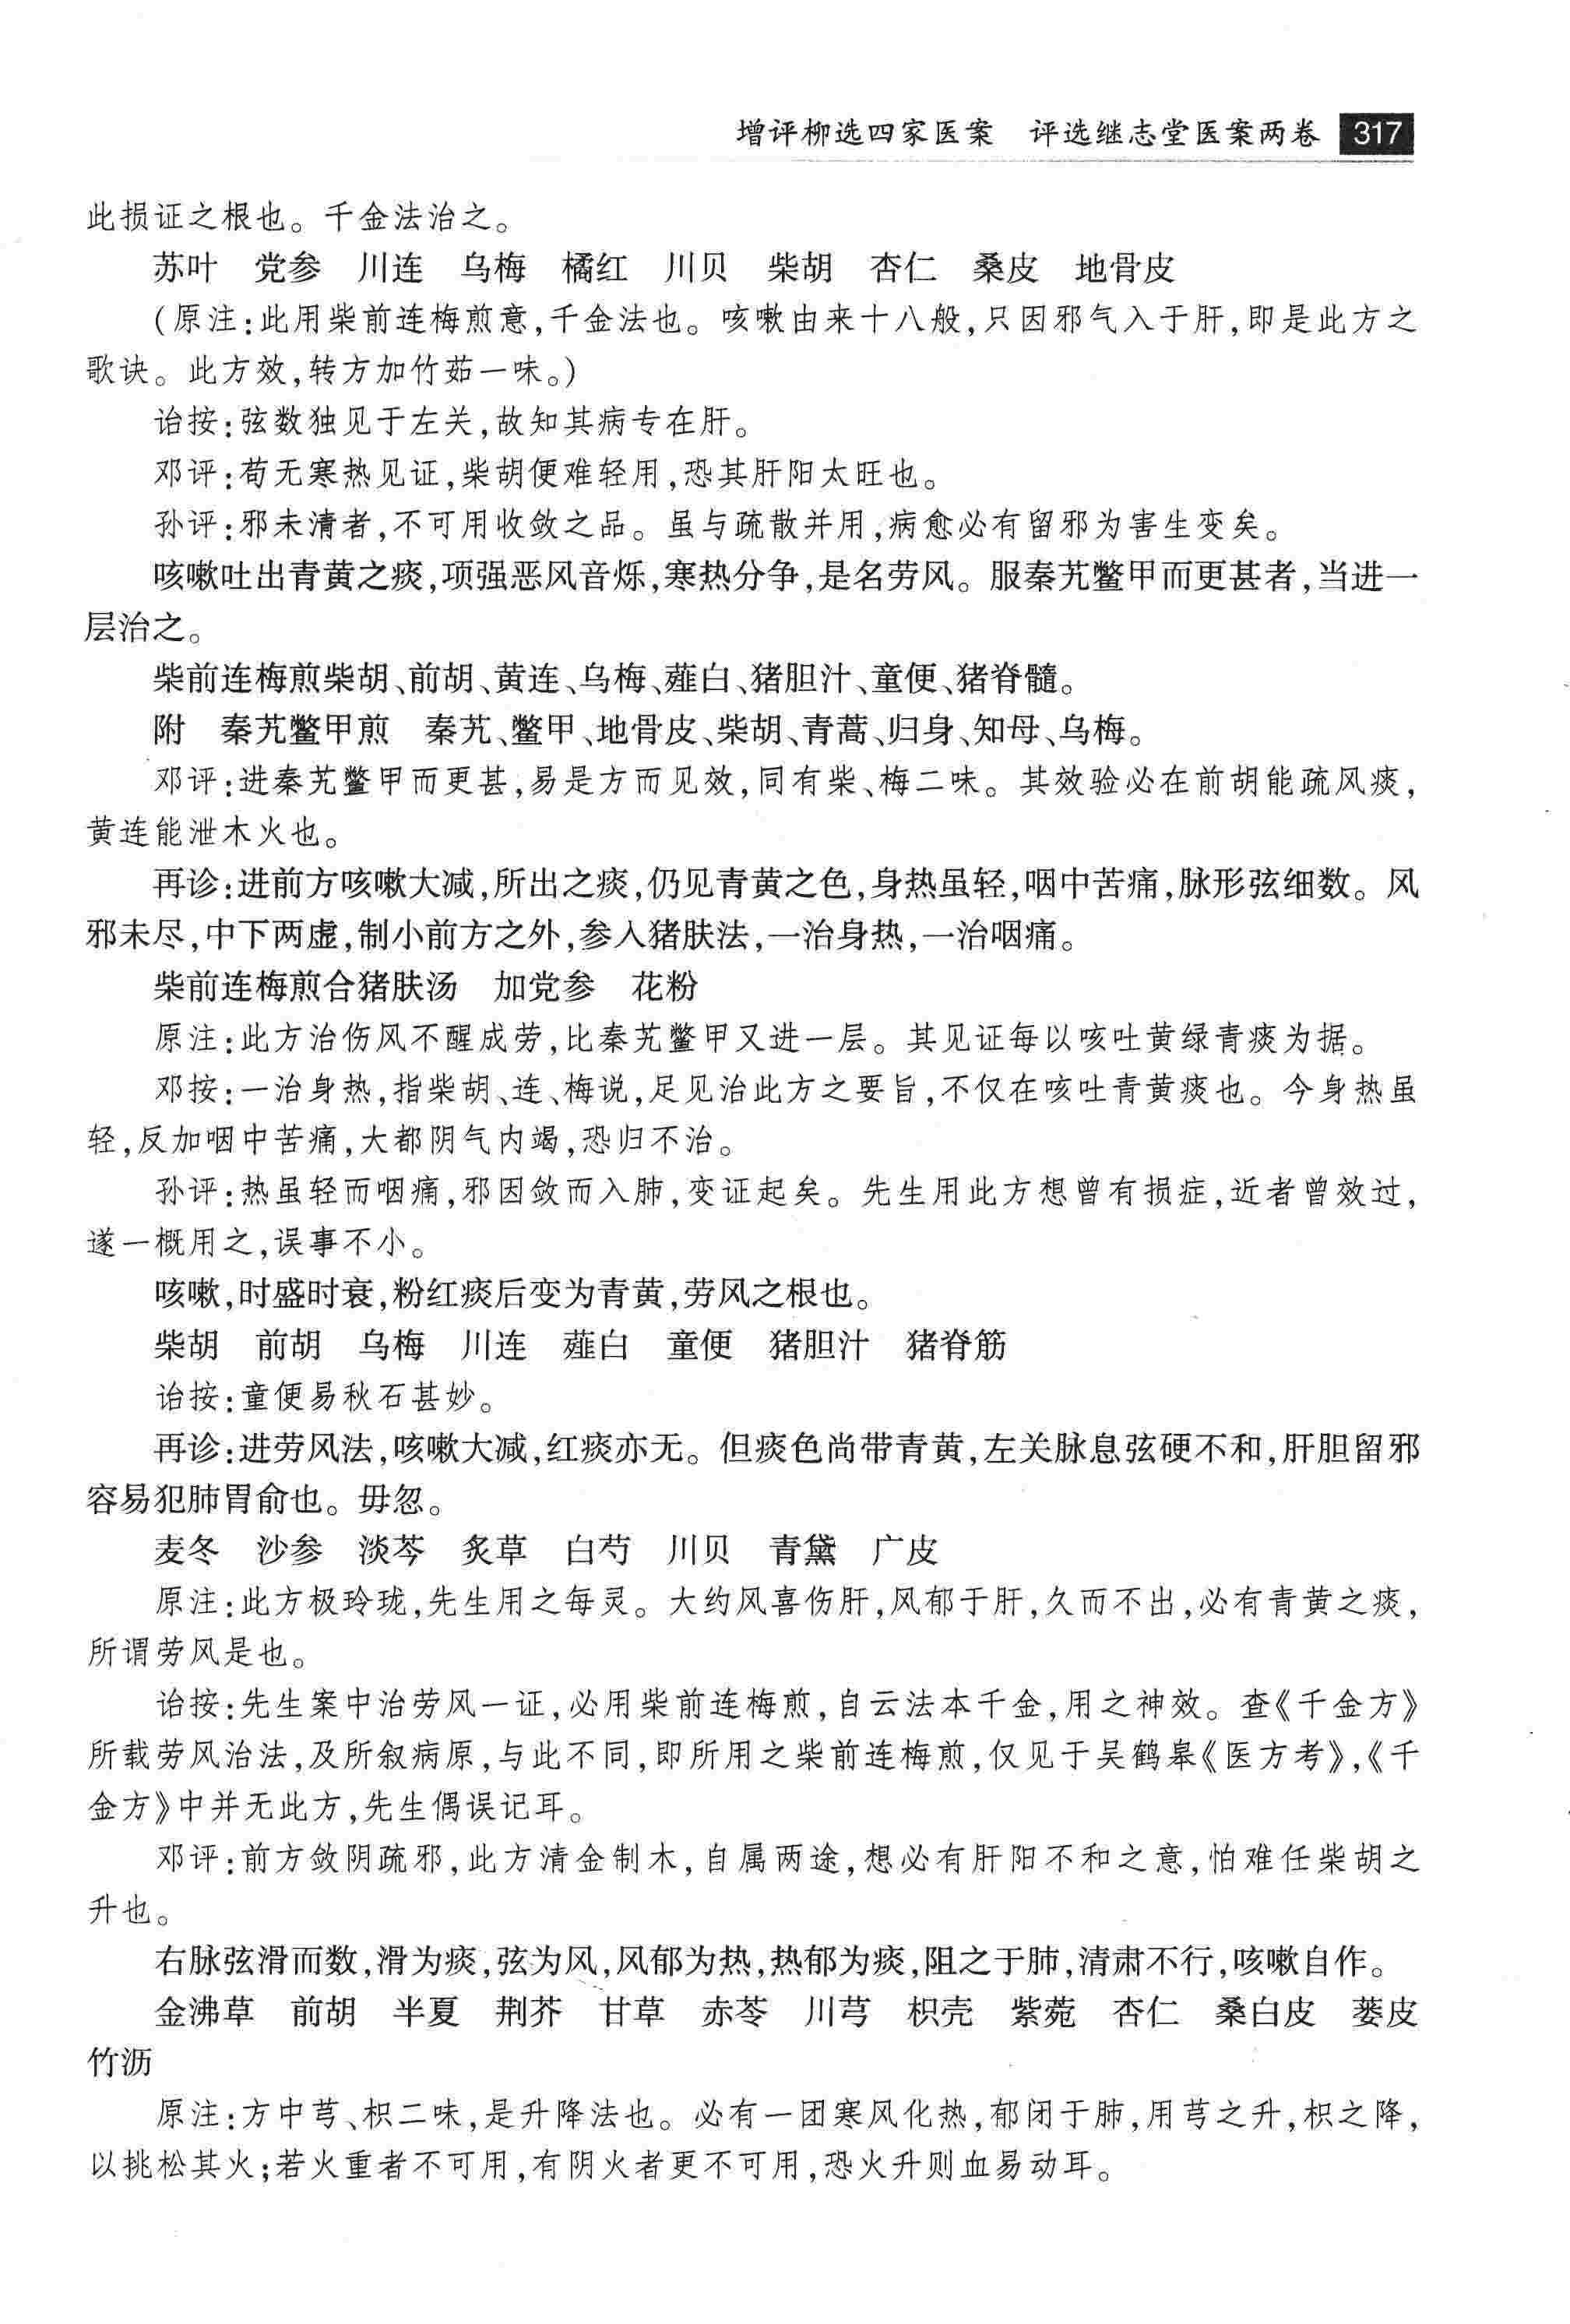 增评柳选四家医案　评选继志堂医案两卷 317
此损证之根也。千金法治之。
苏叶　党参　川连　乌梅　橘红　川贝　柴胡　杏仁　桑皮　地骨皮
(原注:此用柴前连梅煎意,千金法也。咳嗽由来十八般,只因邪气入于肝,即是此方之
歌诀。此方效,转方加竹茹一味。)
诒按:弦数独见于左关,故知其病专在肝。
邓评:苟无寒热见证,柴胡便难轻用,恐其肝阳太旺也。
孙评:邪未清者,不可用收敛之品。虽与疏散并用,病愈必有留邪为害生变矣。
咳嗽吐出青黄之痰,项强恶风音烁,寒热分争,是名劳风。服秦艽鳖甲而更甚者,当进一
层治之。
柴前连梅煎柴胡、前胡、黄连、乌梅、薤白、猪胆汁、童便、猪脊髓。
附　秦艽鳖甲煎　秦艽、鳖甲、地骨皮、柴胡、青蒿、归身、知母、乌梅。
邓评:进秦艽鳖甲而更甚,易是方而见效,同有柴、梅二味。其效验必在前胡能疏风痰,
黄连能泄木火也。
再诊:进前方咳嗽大减,所出之痰,仍见青黄之色,身热虽轻,咽中苦痛,脉形弦细数。风
邪未尽,中下两虚,制小前方之外,参入猪肤法,一治身热,一治咽痛。
柴前连梅煎合猪肤汤　加党参　花粉
原注:此方治伤风不醒成劳,比秦艽鳖甲又进一层。其见证每以咳吐黄绿青痰为据。
邓按:一治身热,指柴胡、连、梅说,足见治此方之要旨,不仅在咳吐青黄痰也。今身热虽
轻,反加咽中苦痛,大都阴气内竭,恐归不治。
孙评:热虽轻而咽痛,邪因敛而入肺,变证起矣。先生用此方想曾有损症,近者曾效过,
遂一概用之,误事不小。
咳嗽,时盛时衰,粉红痰后变为青黄,劳风之根也。
柴胡　前胡　乌梅　川连　薤白　童便　猪胆汁　猪脊筋
诒按:童便易秋石甚妙。
再诊:进劳风法,咳嗽大减,红痰亦无。但痰色尚带青黄,左关脉息弦硬不和,肝胆留邪
容易犯肺胃俞也。毋忽。
麦冬　沙参　淡芩　炙草　白芍　川贝　青黛　广皮
原注:此方极玲珑,先生用之每灵。大约风喜伤肝,风郁于肝,久而不出,必有青黄之痰,
所谓劳风是也。
诒按:先生案中治劳风一证,必用柴前连梅煎,自云法本千金,用之神效。查《千金方》
所载劳风治法,及所叙病原,与此不同,即所用之柴前连梅煎,仅见于吴鹤皋《医方考》,《千
金方》中并无此方,先生偶误记耳。
邓评:前方敛阴疏邪,此方清金制木,自属两途,想必有肝阳不和之意,怕难任柴胡之
升也。
右脉弦滑而数,滑为痰,弦为风,风郁为热,热郁为痰,阻之于肺,清肃不行,咳嗽自作。
金沸草　前胡　半夏　荆芥　甘草　赤苓　川芎　枳壳　紫菀　杏仁　桑白皮　蒌皮
竹沥
原注:方中芎、枳二味,是升降法也。必有一团寒风化热,郁闭于肺,用芎之升,枳之降,
以挑松其火;若火重者不可用,有阴火者更不可用,恐火升则血易动耳。